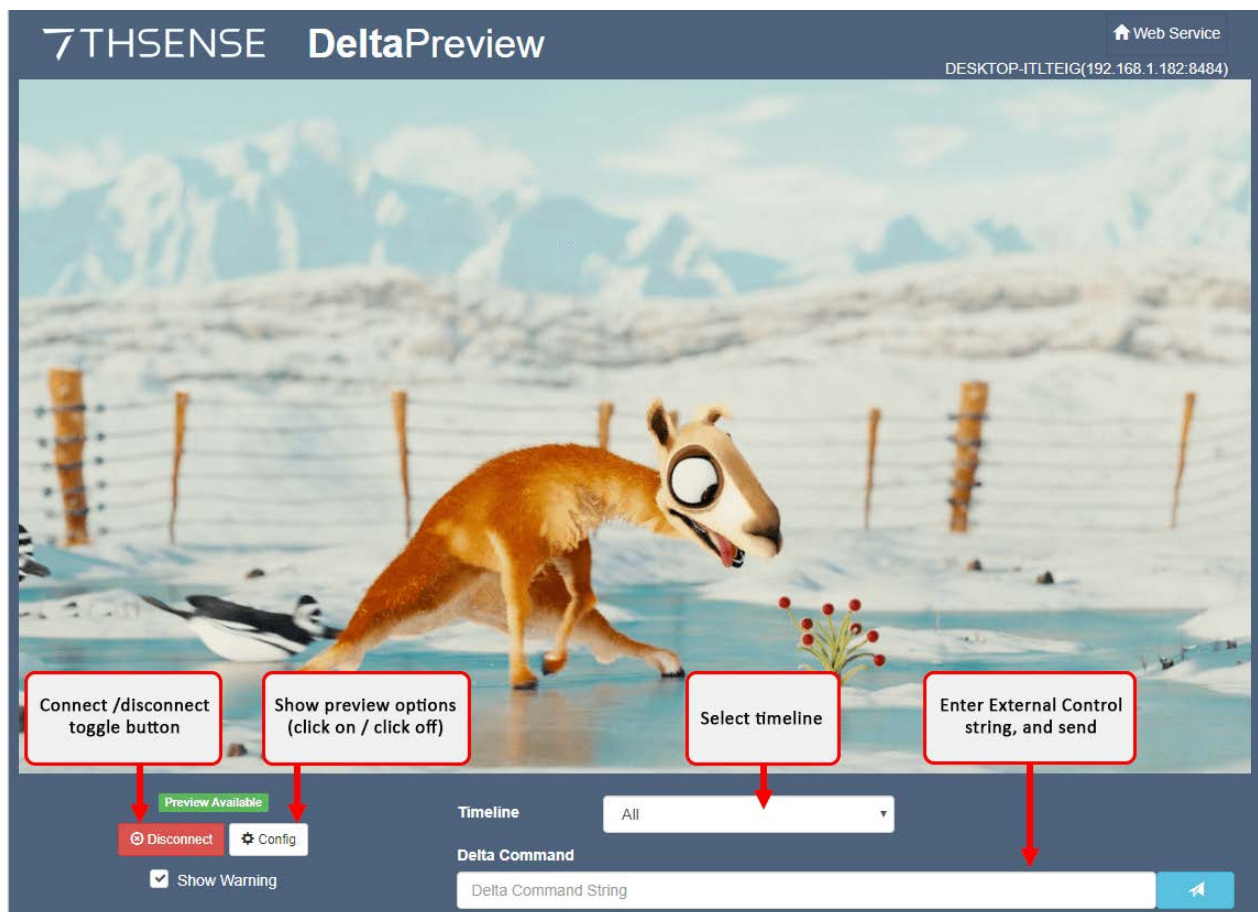 7THSENSE DeltaPreview
Web Service
DESKTOP-ITLTEIG(192.168.1.182:8484)
Connect /disconnect
toggle button
Show preview options
(click on / click off)
Select timeline
Enter External Control
string, and send
Preview Available
Disconnect
Config
Show Warning
Timeline
All
Delta Command
Delta Command String